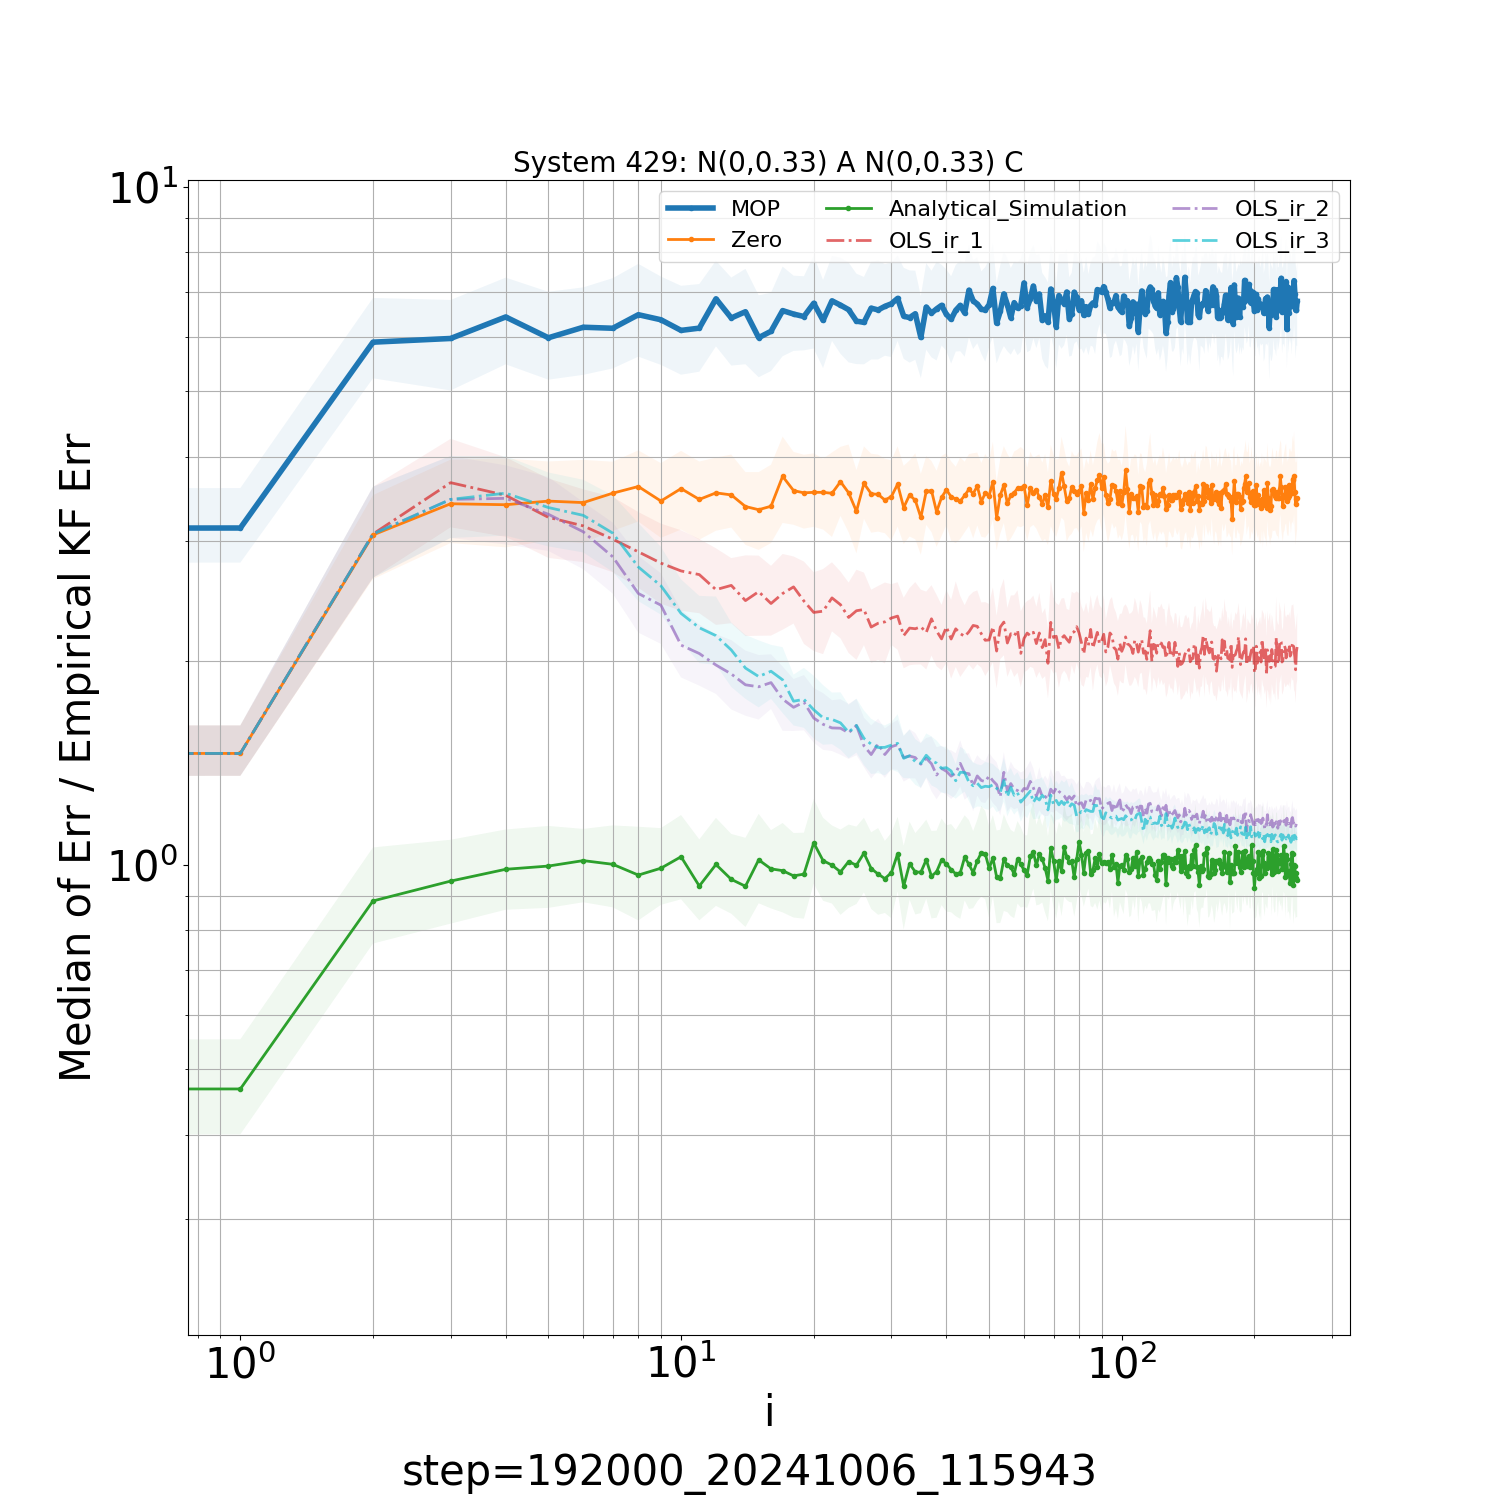 System 429: N(0,0.33) A N(0,0.33) C
10¹
MOP
Zero
Analytical_Simulation
OLS_ir_1
OLS_ir_2
OLS_ir_3
Median of Err / Empirical KF Err
10⁰
10⁰ 10¹ 10²
i
step=192000_20241006_115943